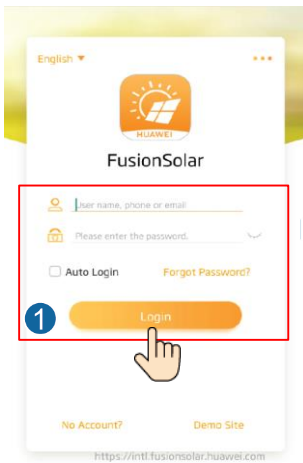 English ▼
HUAWEI
FusionSolar
User name, phone or email
Please enter the password.
Auto Login Forgot Password?
1 Login
No Account? Demo Site
https://intl.fusionsolar.huawei.com